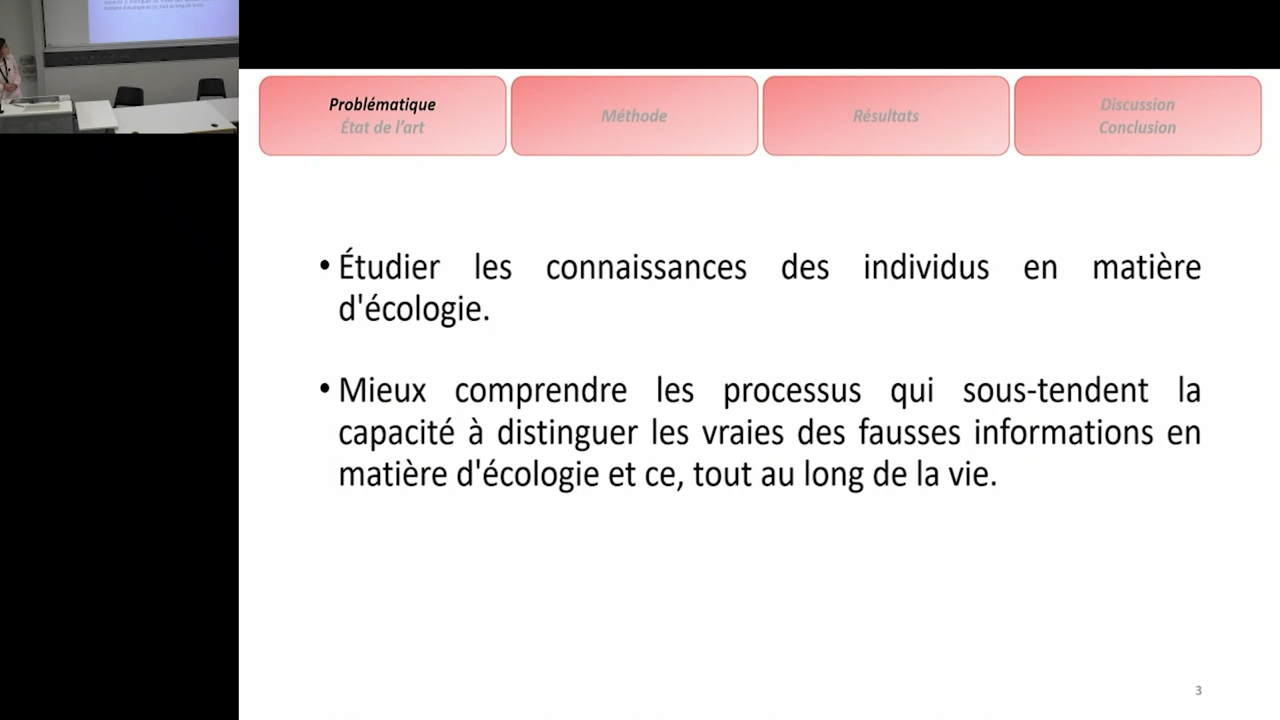 Problématique
État de l'art
Méthode
Résultats
Discussion
Conclusion
• Étudier les connaissances des individus en matière
d'écologie.
• Mieux comprendre les processus qui sous-tendent la
capacité à distinguer les vraies des fausses informations en
matière d'écologie et ce, tout au long de la vie.
3